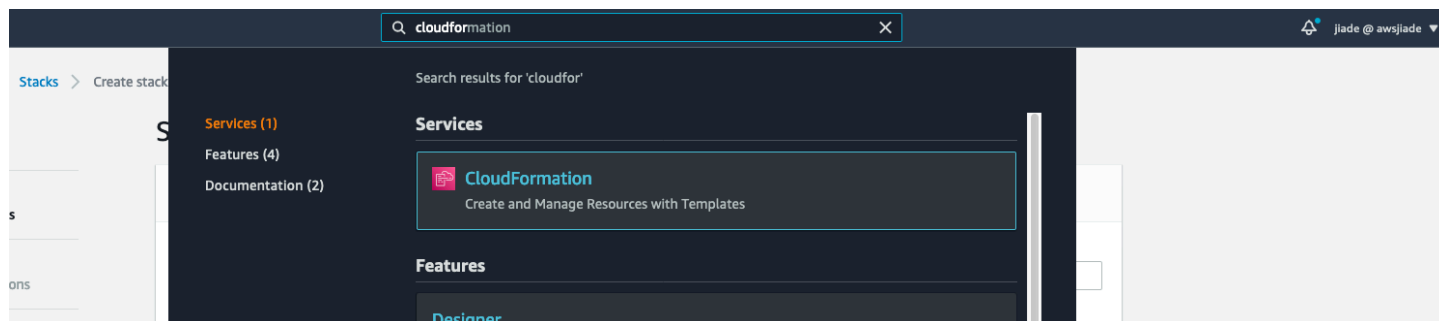 cloudformation
jiade @ awsjiade
Stacks > Create stack
Search results for 'cloudfor'
Services (1)
Features (4)
Documentation (2)
Services
CloudFormation
Create and Manage Resources with Templates
Features
Designer
S
s
ons